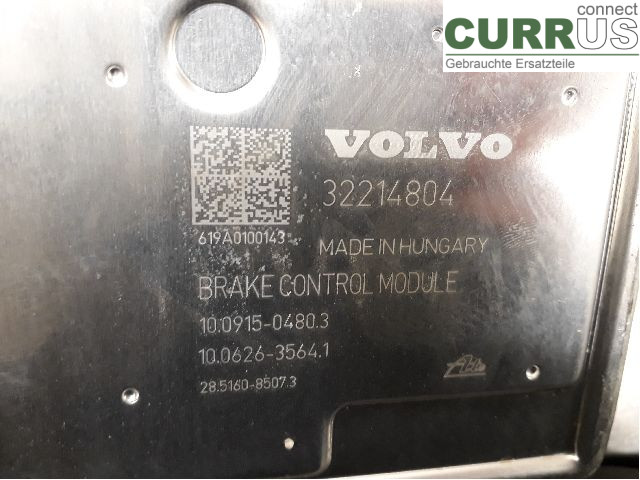 connect
CURRUS
Gebrauchte Ersatzteile
VOLVO
32214804
619A0100143
MADE IN HUNGARY
BRAKE CONTROL MODULE
10.0915-0480.3
10.0626-3564.1
28.5160-8507.3
Ate